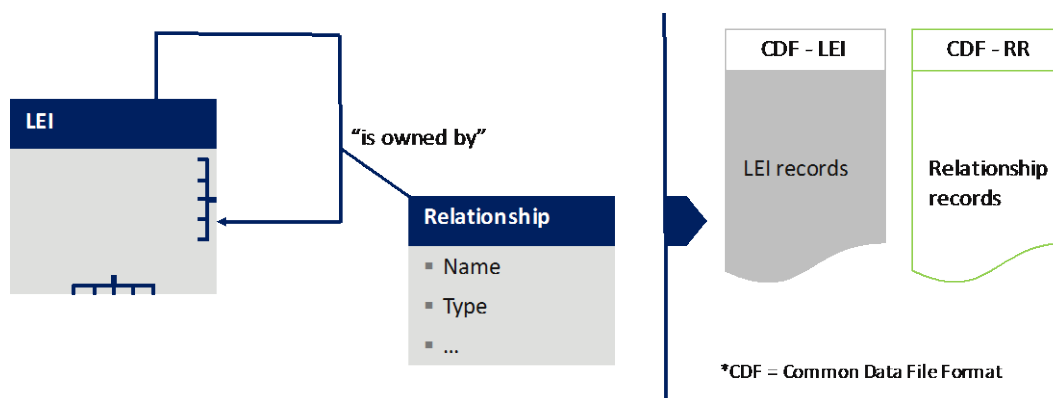 LEI
“is owned by”
Relationship
▪ Name
▪ Type
▪ ...
CDF - LEI
LEI records
CDF - RR
Relationship
records
*CDF = Common Data File Format